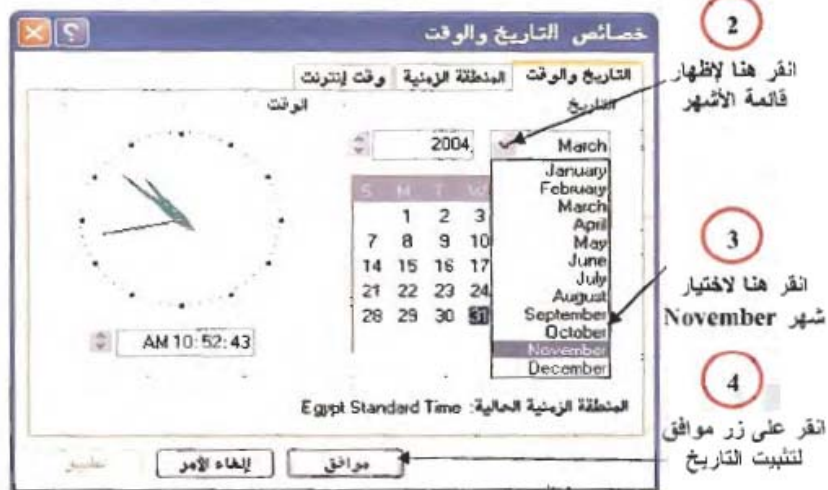 خصائص التاريخ والوقت
التاريخ والوقت
المنطقة الزمنية
وقت إنترنت
التاريخ
الوقت
March
2004
January
February
March
April
May
June
July
August
September
October
November
December
S M T W
1 2 3
7 8 9 10
14 15 16 17
21 22 23 24
28 29 30 31
AM 10:52:43
المنطقة الزمنية الحالية: Egypt Standard Time
موافق
إلغاء الأمر
تطبيق
2
انقر هنا لإظهار
قائمة الأشهر
3
انقر هنا لاختيار
شهر November
4
انقر على زر موافق
لتثبيت التاريخ